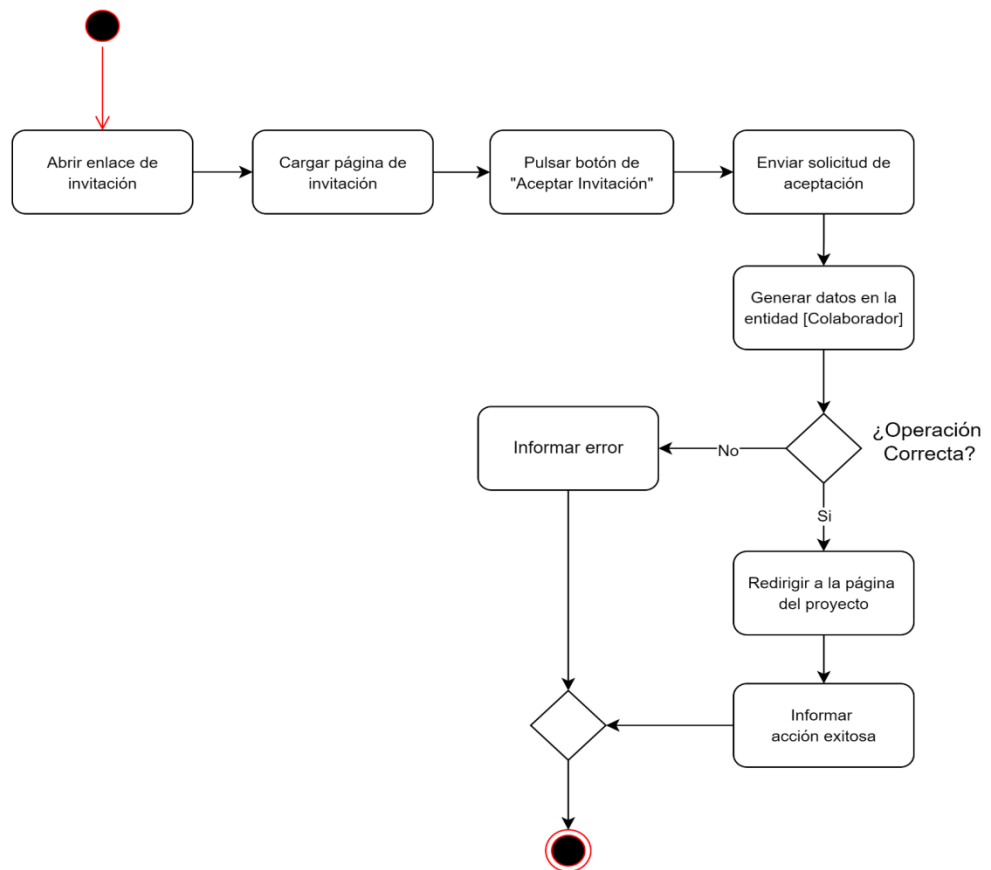 Abrir enlace de
invitación
Cargar página de
invitación
Pulsar botón de
"Aceptar Invitación"
Enviar solicitud de
aceptación
Generar datos en la
entidad [Colaborador]
¿Operación
Correcta?
No
Informar error
Si
Redirigir a la página
del proyecto
Informar
acción exitosa